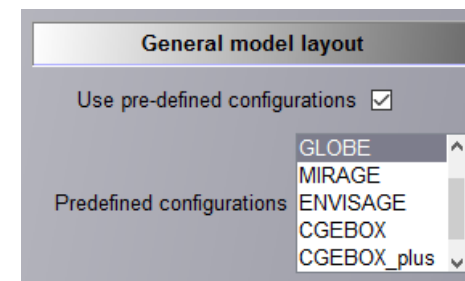 General model layout
Use pre-defined configurations
Predefined configurations
GLOBE
MIRAGE
ENVISAGE
CGEBOX
CGEBOX_plus